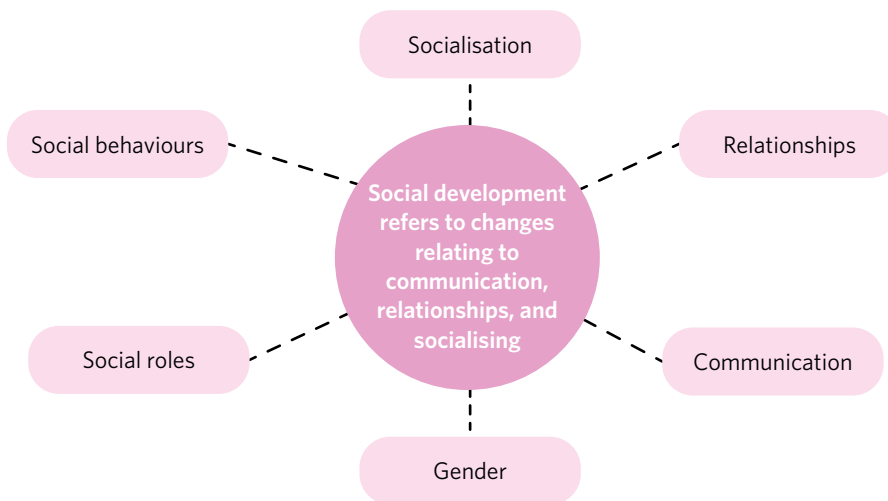 Socialisation
Social behaviours
Relationships
Social development
refers to changes
relating to
communication,
relationships, and
socialising
Social roles
Communication
Gender